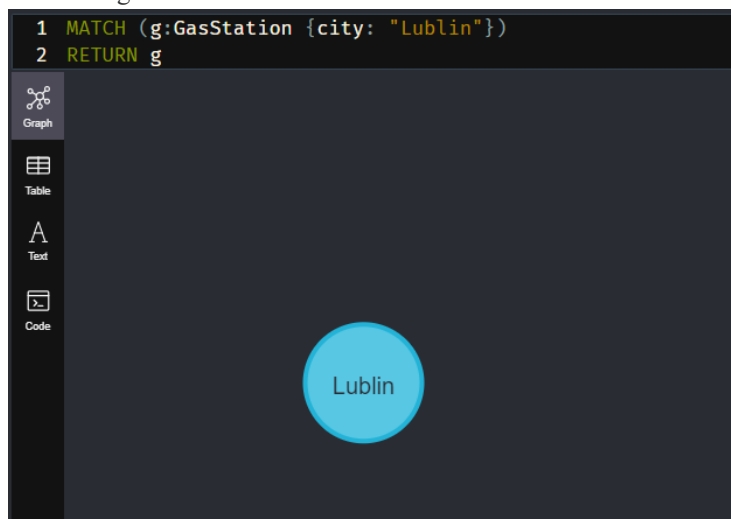 1 MATCH (g:GasStation {city: "Lublin"})
2 RETURN g
Graph
Table
A
Text
Code
Lublin